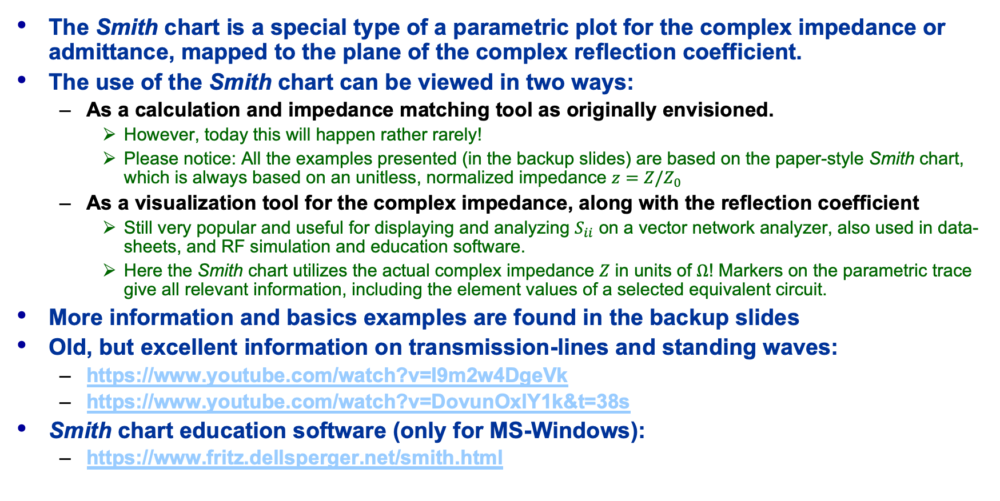 • The Smith chart is a special type of a parametric plot for the complex impedance or
admittance, mapped to the plane of the complex reflection coefficient.
• The use of the Smith chart can be viewed in two ways:
– As a calculation and impedance matching tool as originally envisioned.
➢ However, today this will happen rather rarely!
➢ Please notice: All the examples presented (in the backup slides) are based on the paper-style Smith chart,
which is always based on an unitless, normalized impedance z = Z/Z₀
– As a visualization tool for the complex impedance, along with the reflection coefficient
➢ Still very popular and useful for displaying and analyzing Sᵢᵢ on a vector network analyzer, also used in data-
sheets, and RF simulation and education software.
➢ Here the Smith chart utilizes the actual complex impedance Z in units of Ω! Markers on the parametric trace
give all relevant information, including the element values of a selected equivalent circuit.
• More information and basics examples are found in the backup slides
• Old, but excellent information on transmission-lines and standing waves:
– https://www.youtube.com/watch?v=I9m2w4DgeVk
– https://www.youtube.com/watch?v=DovunOxlY1k&t=38s
• Smith chart education software (only for MS-Windows):
– https://www.fritz.dellsperger.net/smith.html